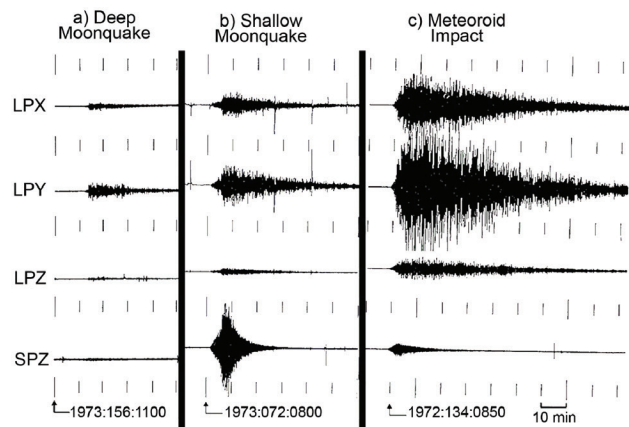 a) Deep
Moonquake
b) Shallow
Moonquake
c) Meteoroid
Impact
LPX
LPY
LPZ
SPZ
1973:156:1100
1973:072:0800
1972:134:0850
10 min